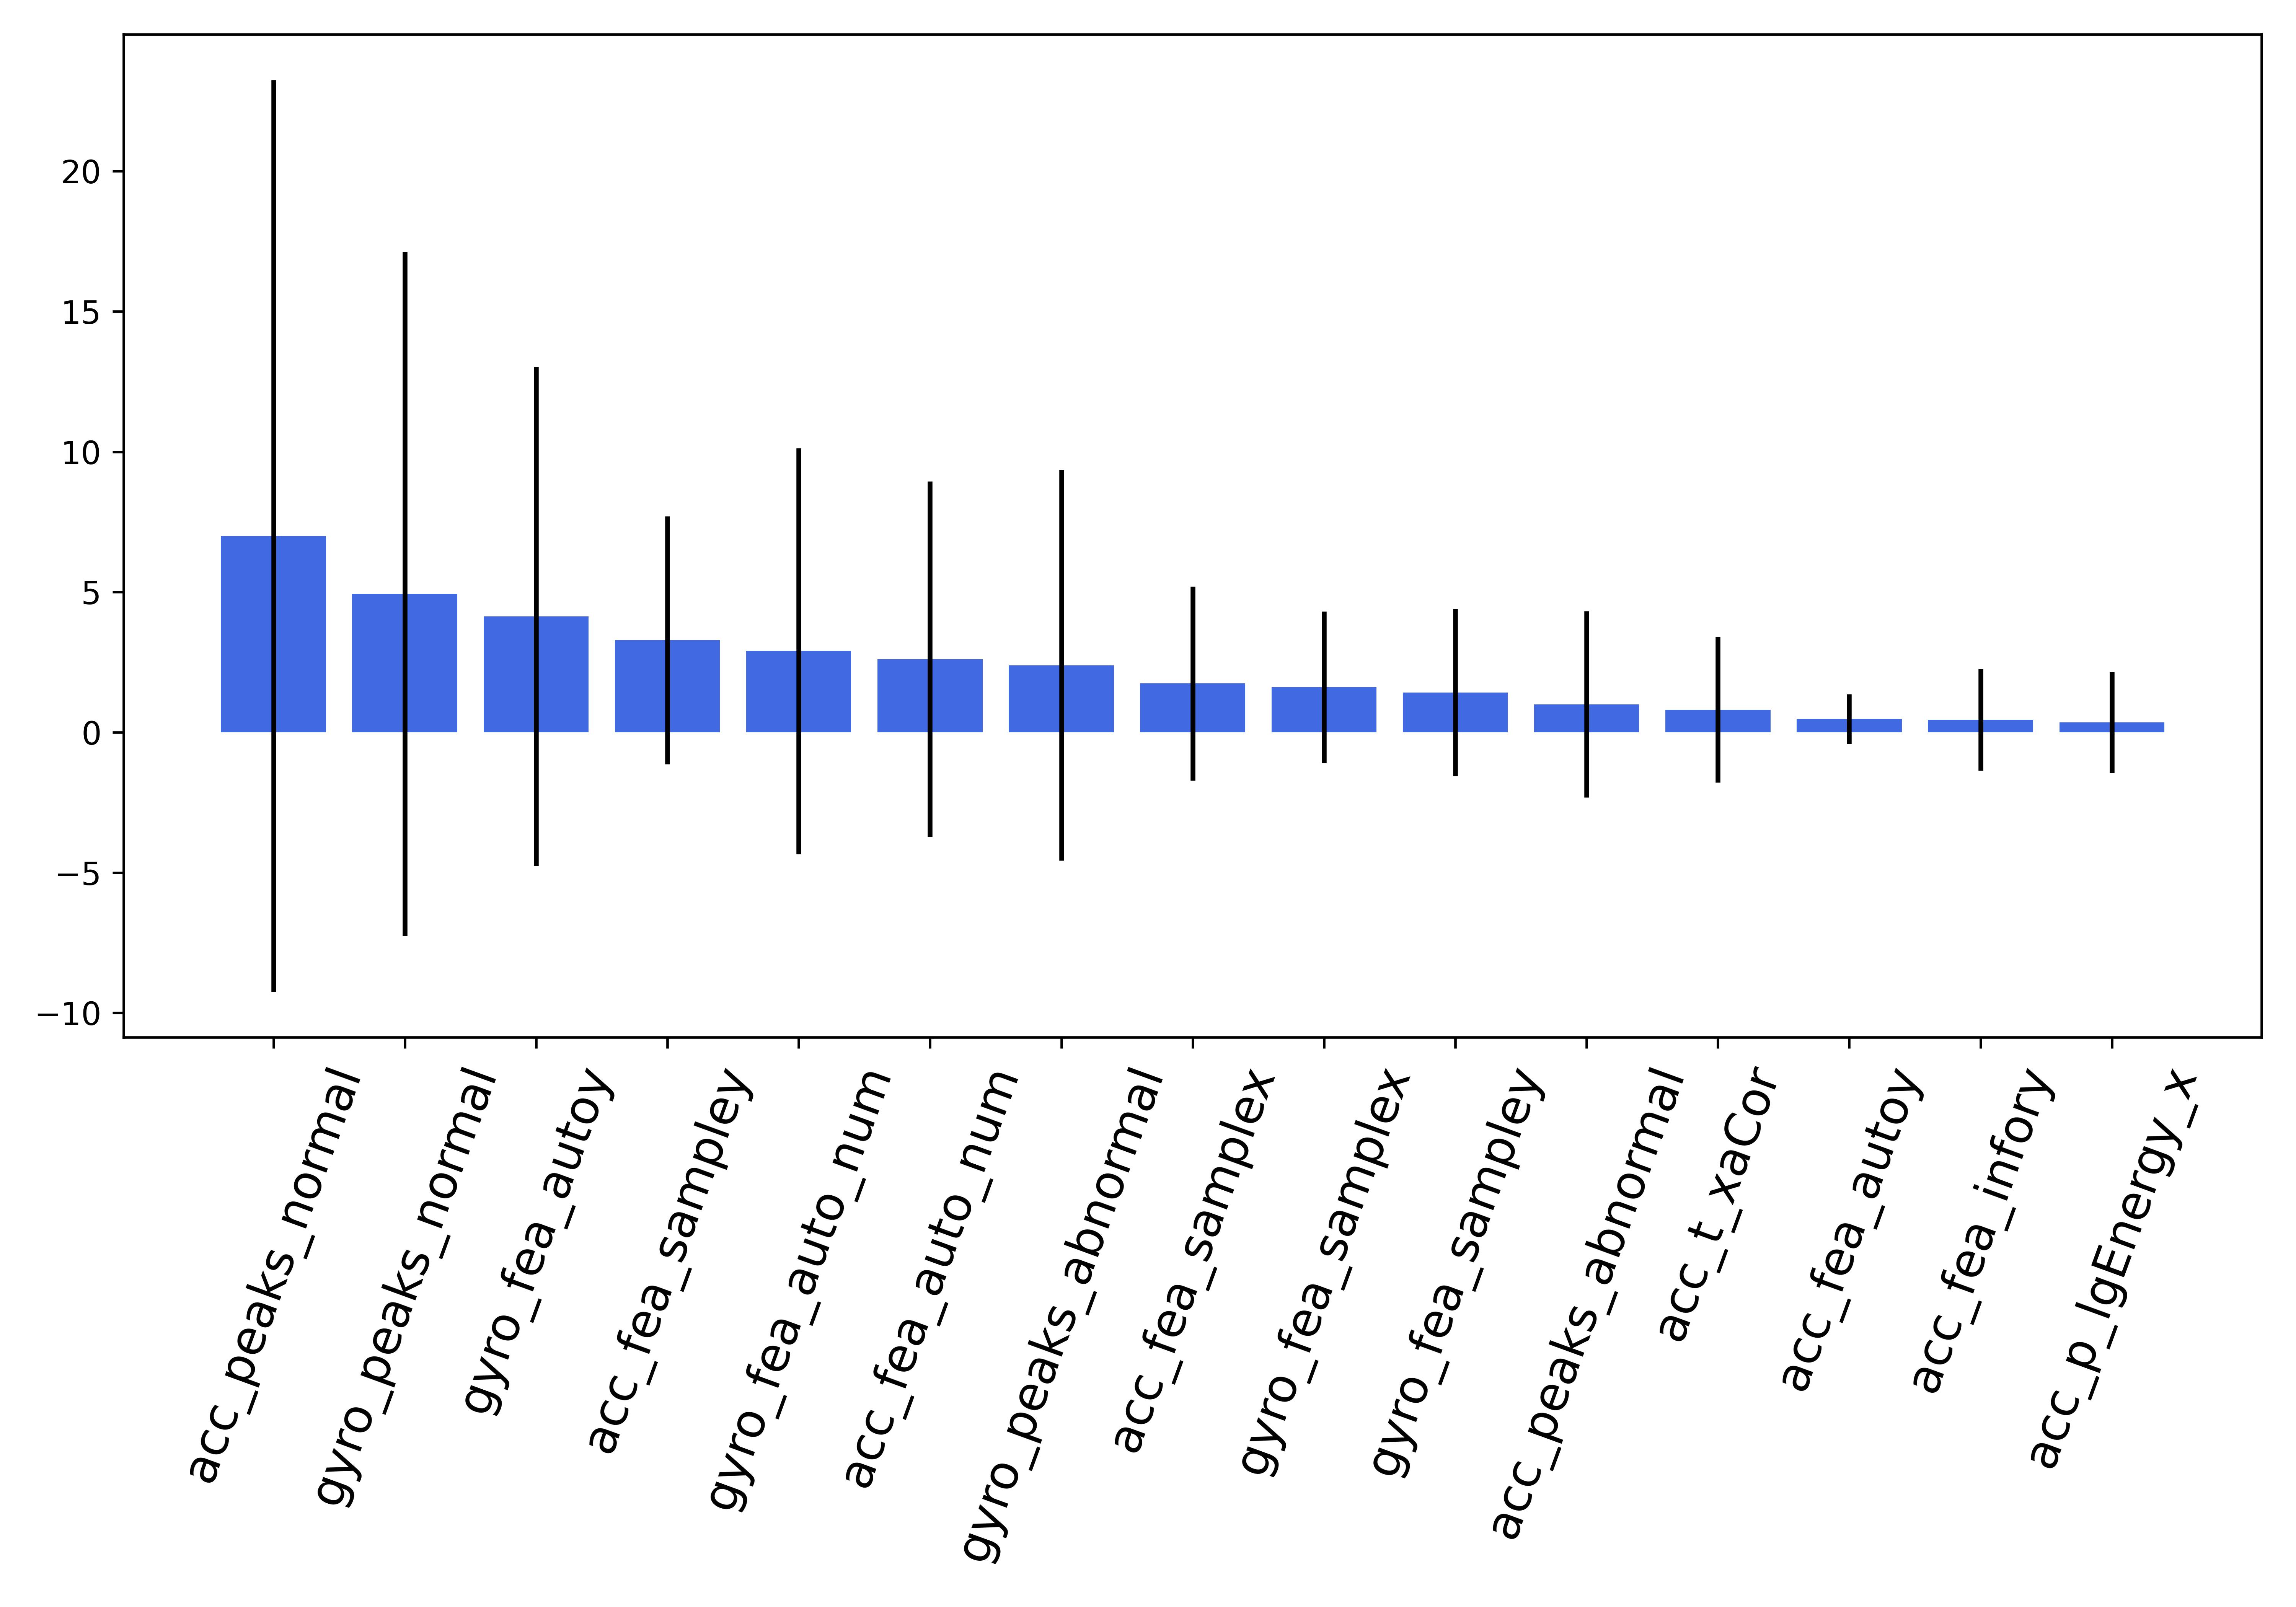 20
15
10
5
0
−5
−10
acc_peaks_normal
gyro_peaks_normal
gyro_fea_autoy
acc_fea_sampley
gyro_fea_auto_num
acc_fea_auto_num
gyro_peaks_abnormal
acc_fea_samplex
gyro_fea_samplex
gyro_fea_sampley
acc_peaks_abnormal
acc_t_xaCor
acc_fea_autoy
acc_fea_infory
acc_p_lgEnergy_x